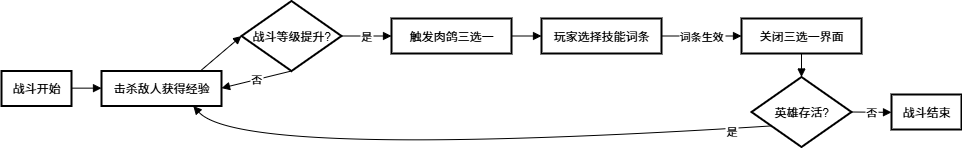 战斗开始
击杀敌人获得经验
战斗等级提升?
是
否
触发肉鸽三选一
玩家选择技能词条
词条生效
关闭三选一界面
英雄存活?
是
否
战斗结束